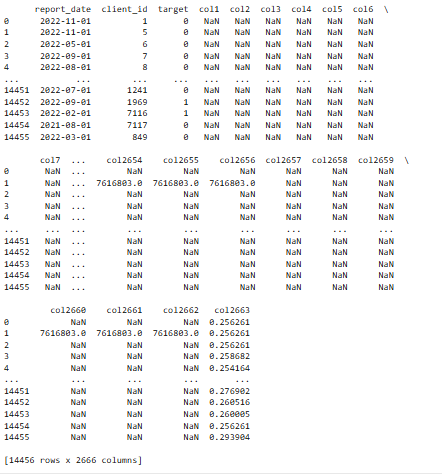 report_date client_id target col1 col2 col3 col4 col5 col6 \
0 2022-11-01 1 0 NaN NaN NaN NaN NaN NaN
1 2022-11-01 5 0 NaN NaN NaN NaN NaN NaN
2 2022-05-01 6 0 NaN NaN NaN NaN NaN NaN
3 2022-09-01 7 0 NaN NaN NaN NaN NaN NaN
4 2022-08-01 8 0 NaN NaN NaN NaN NaN NaN
... ... ... ... ... ... ... ... ... ...
14451 2022-07-01 1241 0 NaN NaN NaN NaN NaN NaN
14452 2022-09-01 1969 1 NaN NaN NaN NaN NaN NaN
14453 2022-02-01 7116 1 NaN NaN NaN NaN NaN NaN
14454 2021-08-01 7117 0 NaN NaN NaN NaN NaN NaN
14455 2022-03-01 849 0 NaN NaN NaN NaN NaN NaN
col7 ... col2654 col2655 col2656 col2657 col2658 col2659 \
0 NaN ... NaN NaN NaN NaN NaN NaN
1 NaN ... 7616803.0 7616803.0 7616803.0 NaN NaN NaN
2 NaN ... NaN NaN NaN NaN NaN NaN
3 NaN ... NaN NaN NaN NaN NaN NaN
4 NaN ... NaN NaN NaN NaN NaN NaN
... ... ... ... ... ... ... ... ...
14451 NaN ... NaN NaN NaN NaN NaN NaN
14452 NaN ... NaN NaN NaN NaN NaN NaN
14453 NaN ... NaN NaN NaN NaN NaN NaN
14454 NaN ... NaN NaN NaN NaN NaN NaN
14455 NaN ... NaN NaN NaN NaN NaN NaN
col2660 col2661 col2662 col2663
0 NaN NaN NaN 0.256261
1 7616803.0 7616803.0 7616803.0 0.256261
2 NaN NaN NaN 0.256261
3 NaN NaN NaN 0.258682
4 NaN NaN NaN 0.254164
... ... ... ... ...
14451 NaN NaN NaN 0.276902
14452 NaN NaN NaN 0.260516
14453 NaN NaN NaN 0.260005
14454 NaN NaN NaN 0.256261
14455 NaN NaN NaN 0.293904
[14456 rows x 2666 columns]